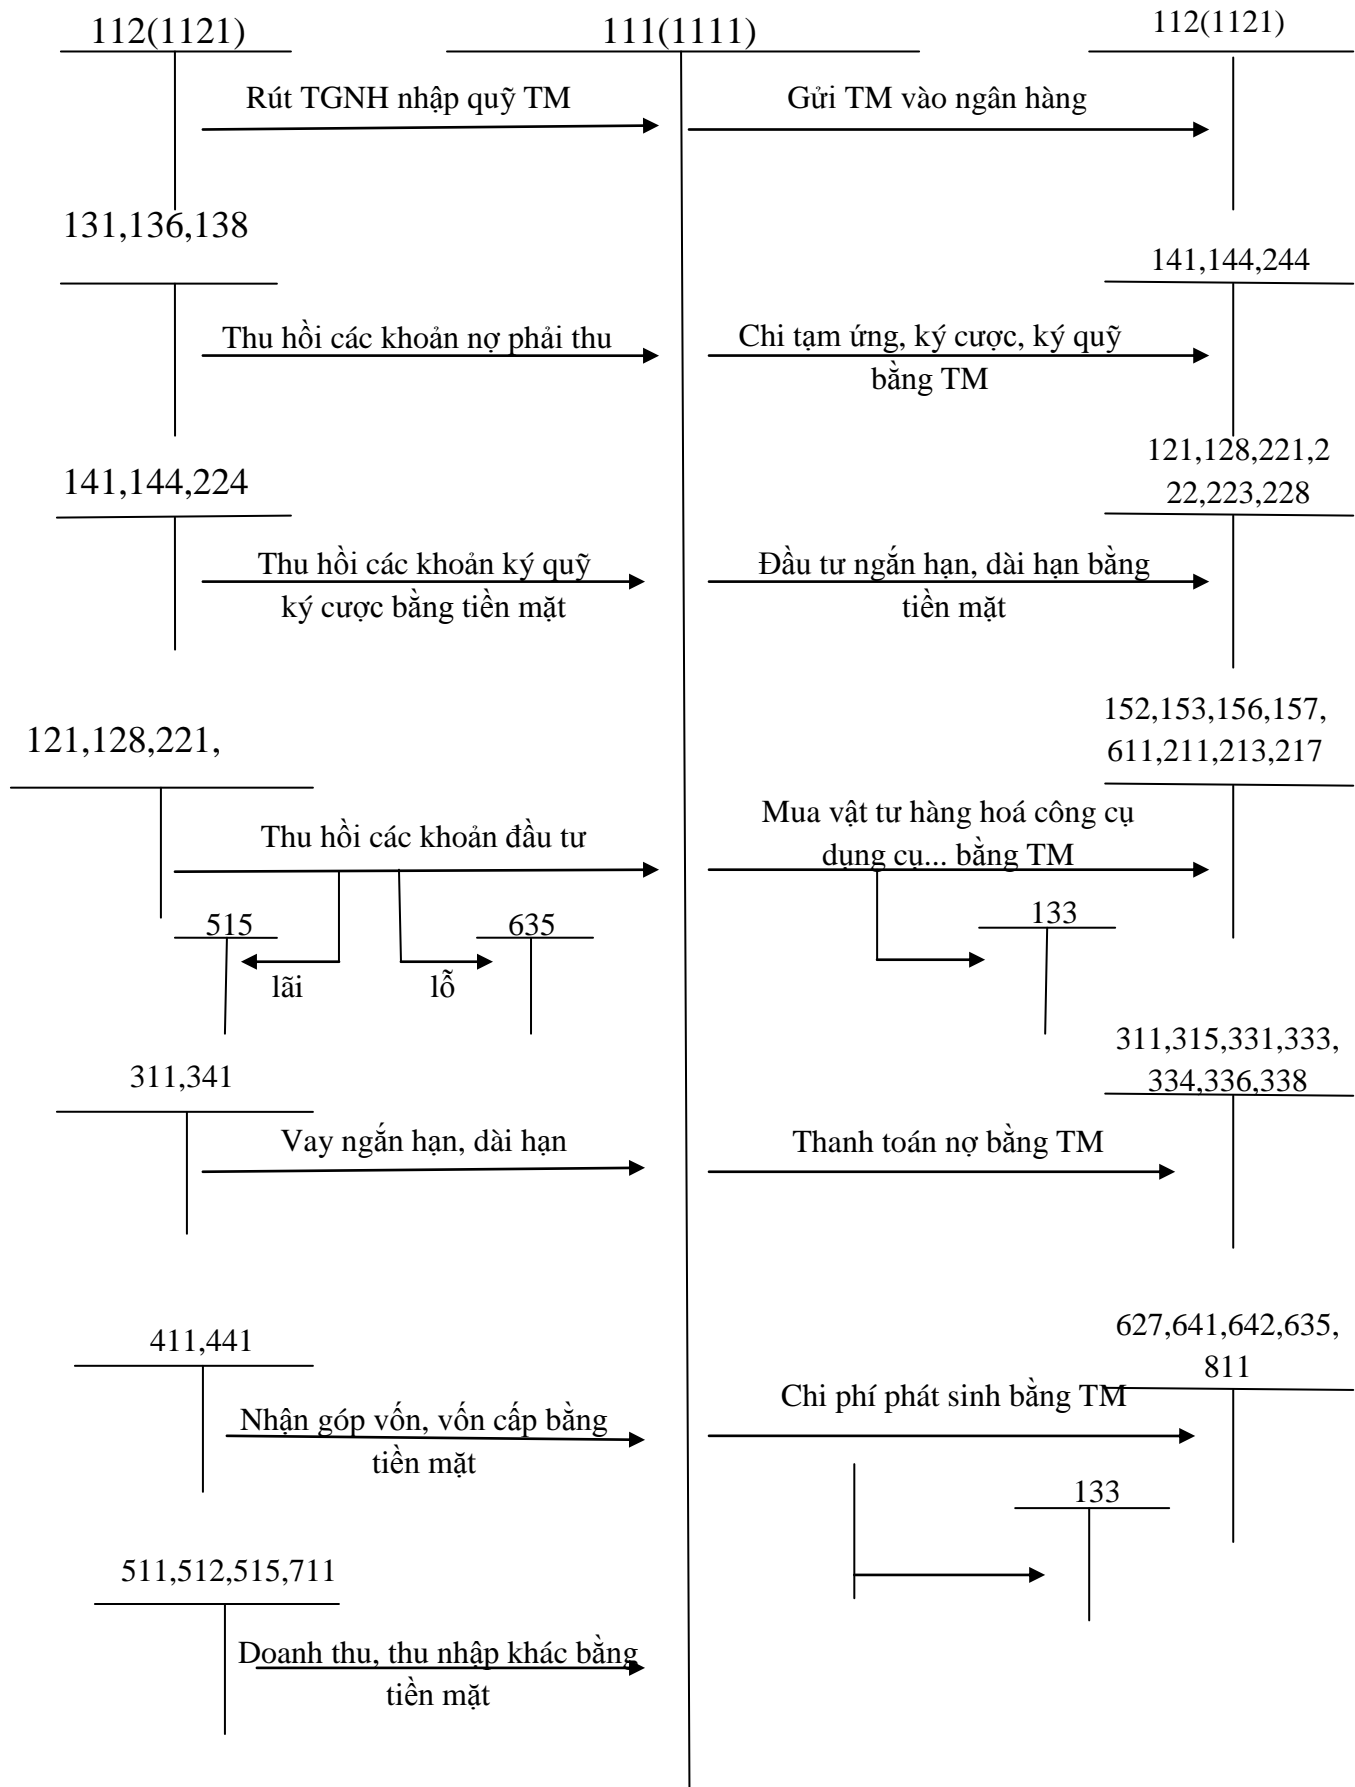 112(1121)
111(1111)
112(1121)
Rút TGNH nhập quỹ TM
Gửi TM vào ngân hàng
131,136,138
141,144,244
Thu hồi các khoản nợ phải thu
Chi tạm ứng, ký cược, ký quỹ
bằng TM
141,144,224
121,128,221,2
22,223,228
Thu hồi các khoản ký quỹ
ký cược bằng tiền mặt
Đầu tư ngắn hạn, dài hạn bằng
tiền mặt
121,128,221,
152,153,156,157,
611,211,213,217
Thu hồi các khoản đầu tư
Mua vật tư hàng hoá công cụ
dụng cụ... bằng TM
515
635
133
lãi
lỗ
311,341
311,315,331,333,
334,336,338
Vay ngắn hạn, dài hạn
Thanh toán nợ bằng TM
411,441
627,641,642,635,
811
Nhận góp vốn, vốn cấp bằng
tiền mặt
Chi phí phát sinh bằng TM
133
511,512,515,711
Doanh thu, thu nhập khác bằng
tiền mặt